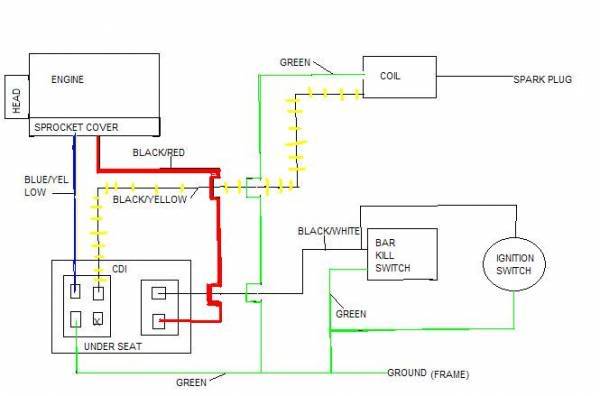 GREEN
ENGINE
COIL
SPARK PLUG
HEAD
SPROCKET COVER
BLACK/RED
BLUE/YEL
LOW
BLACK/YELLOW
BLACK/WHITE
BAR
KILL
SWITCH
IGNITION
SWITCH
CDI
GREEN
X
UNDER SEAT
GREEN
GROUND (FRAME)